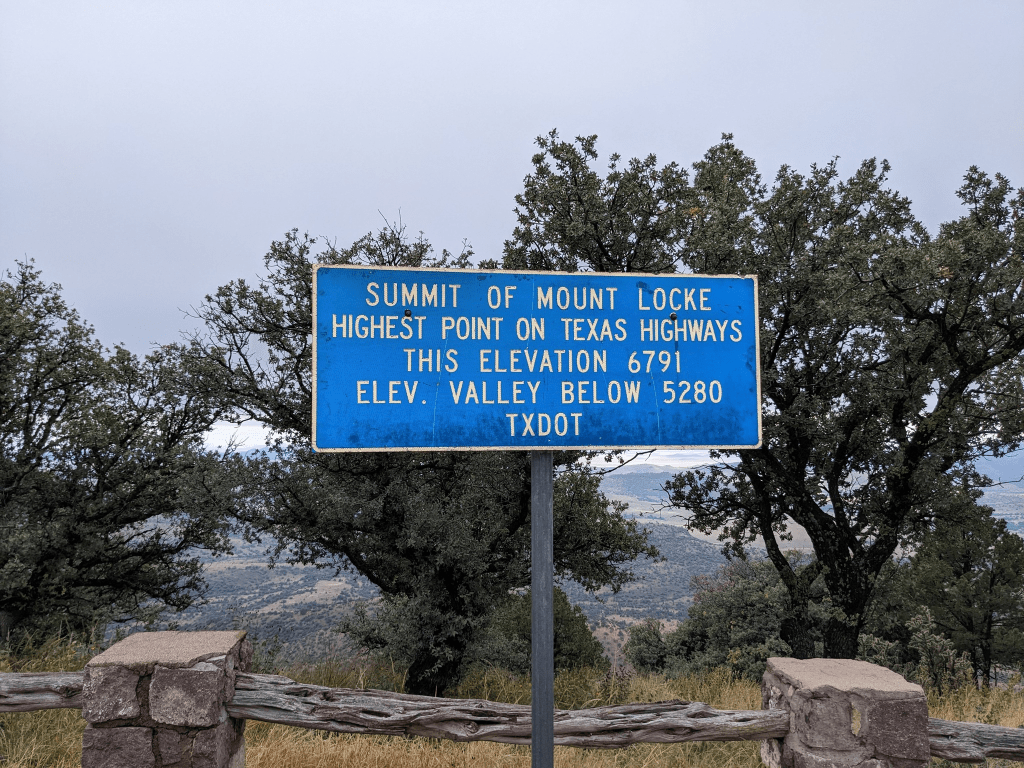 SUMMIT OF MOUNT LOCKE
HIGHEST POINT ON TEXAS HIGHWAYS
THIS ELEVATION 6791
ELEV. VALLEY BELOW 5280
TXDOT